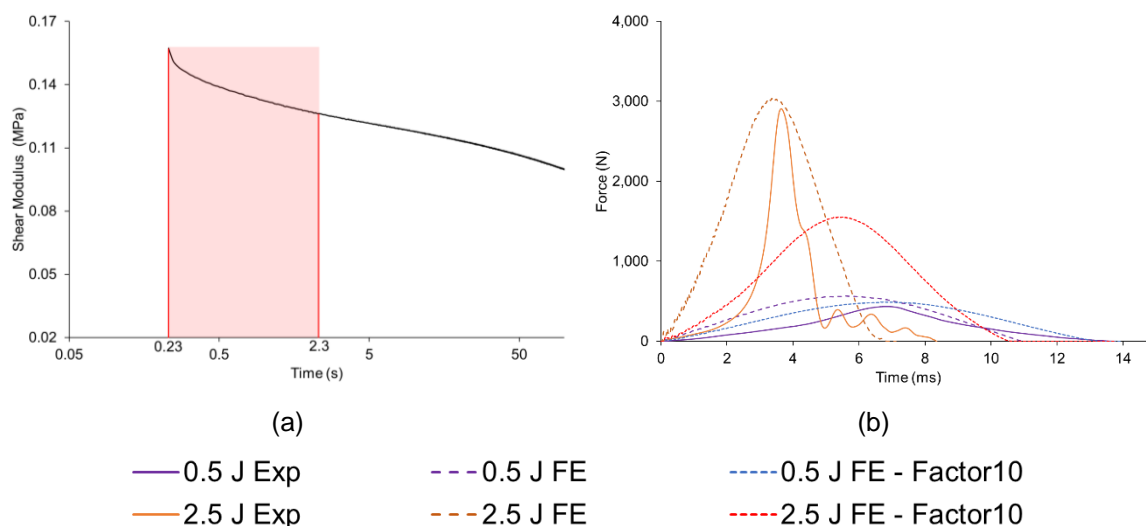 0.17
0.14
0.11
0.08
0.05
0.02
Shear Modulus (MPa)
0.05
0.23
0.5
2.3
5
50
Time (s)
(a)
4,000
3,000
2,000
1,000
0
Force (N)
0 2 4 6 8 10 12 14
Time (ms)
(b)
0.5 J Exp
0.5 J FE
0.5 J FE - Factor10
2.5 J Exp
2.5 J FE
2.5 J FE - Factor10